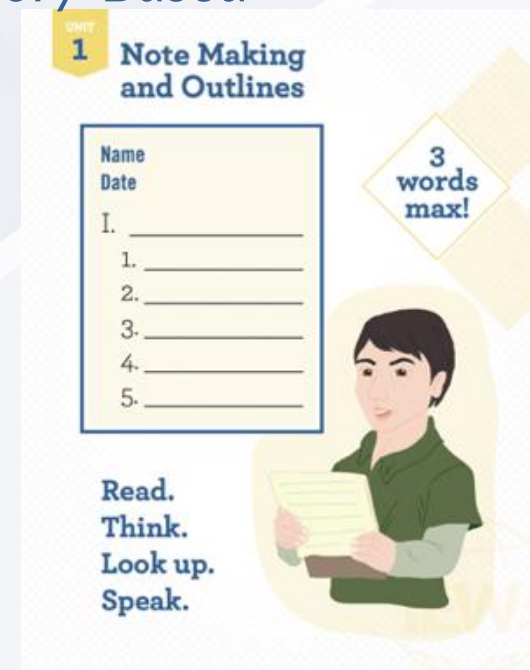 UNIT
1
Note Making
and Outlines
Name
Date
I.
1.
2.
3.
4.
5.
3
words
max!
Read.
Think.
Look up.
Speak.